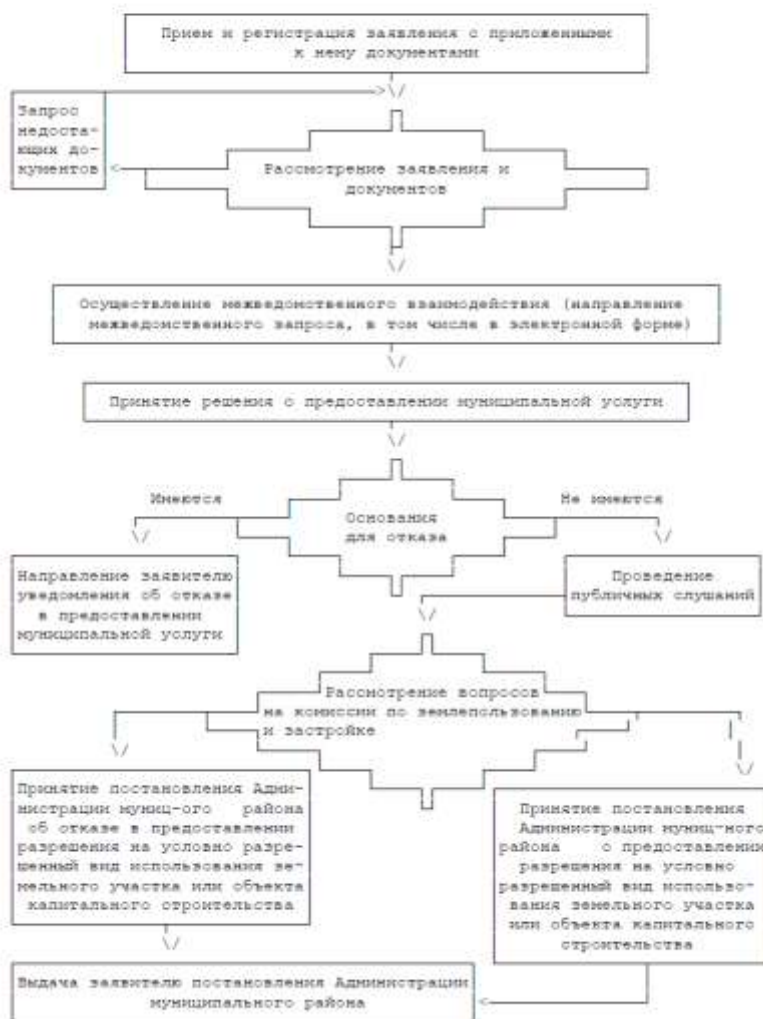 Прием и регистрация заявления с приложенными
к нему документами
Запрос
недоста-
ющих до-
кументов
Рассмотрение заявления и
документов
Осуществление межведомственного взаимодействия (направление
межведомственного запроса, в том числе в электронной форме)
Принятие решения о предоставлении муниципальной услуги
Имеются
Не имеются
Основания
для отказа
Направление заявителю
уведомления об отказе
в предоставлении
муниципальной услуги
Проведение
публичных слушаний
Рассмотрение вопросов
на комиссии по землепользованию
и застройке
Принятие постановления Адми-
нистрации муниц-ого района
об отказе в предоставлении
разрешения на условно разре-
шенный вид использования зе-
мельного участка или объекта
капитального строительства
Принятие постановления
Администрации муниц-ного
района о предоставлении
разрешения на условно
разрешенный вид использо-
вания земельного участка
или объекта капитального
строительства
Выдача заявителю постановления Администрации
муниципального района